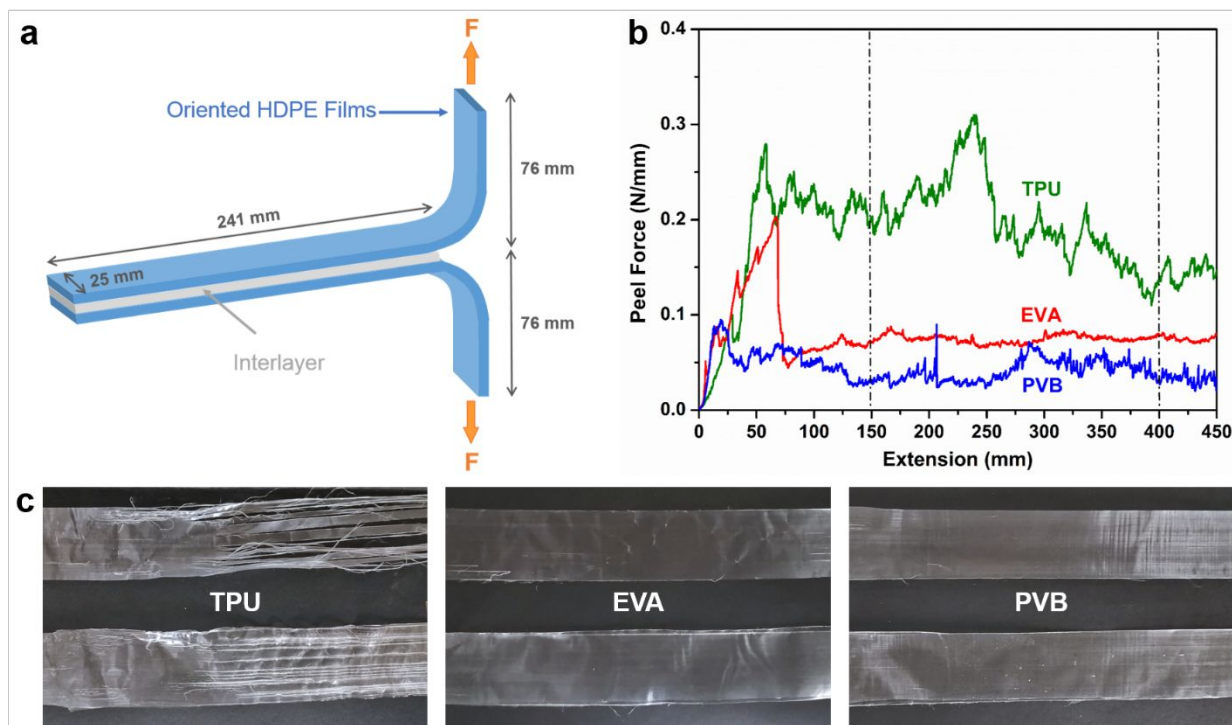 a
F
Oriented HDPE Films
76 mm
241 mm
25 mm
76 mm
Interlayer
F
b
Peel Force (N/mm)
0.4
0.3
0.2
0.1
0.0
TPU
EVA
PVB
0 50 100 150 200 250 300 350 400 450
Extension (mm)
c
TPU
EVA
PVB